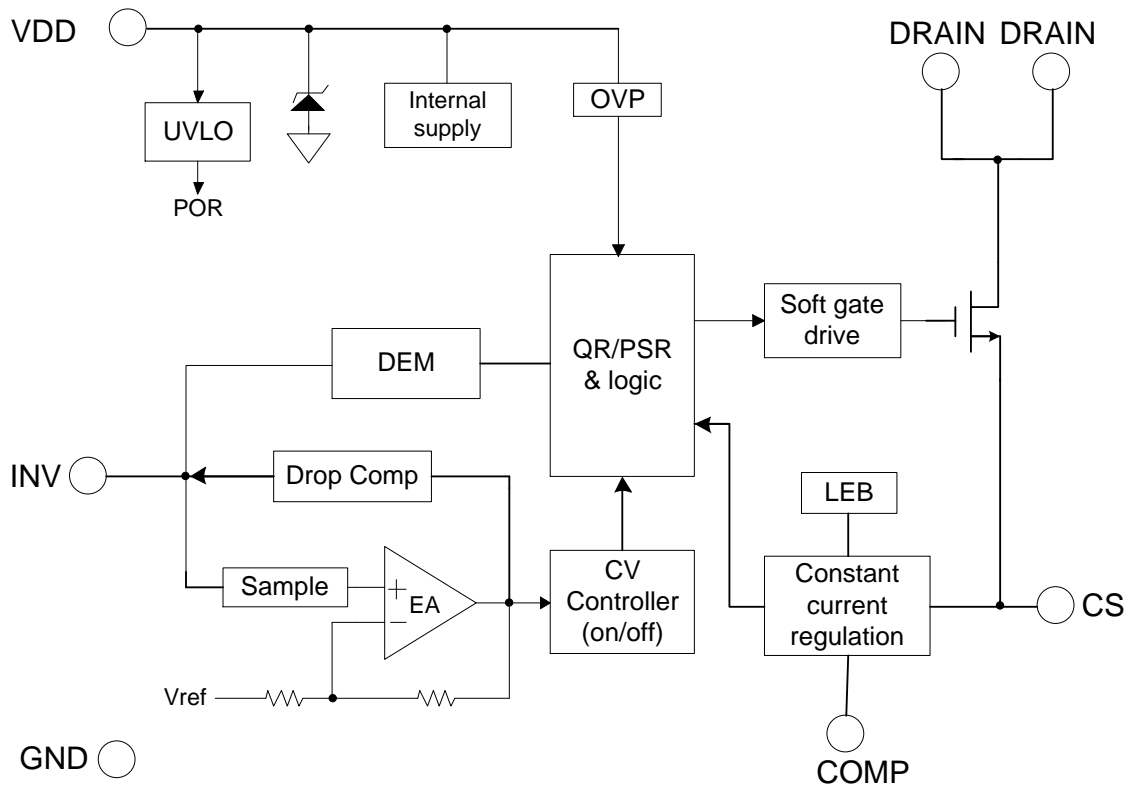 VDD
DRAIN DRAIN
UVLO
POR
Internal
supply
OVP
Soft gate
drive
QR/PSR
& logic
DEM
INV
Drop Comp
LEB
Sample
+
EA
−
CV
Controller
(on/off)
Constant
current
regulation
CS
Vref
GND
COMP